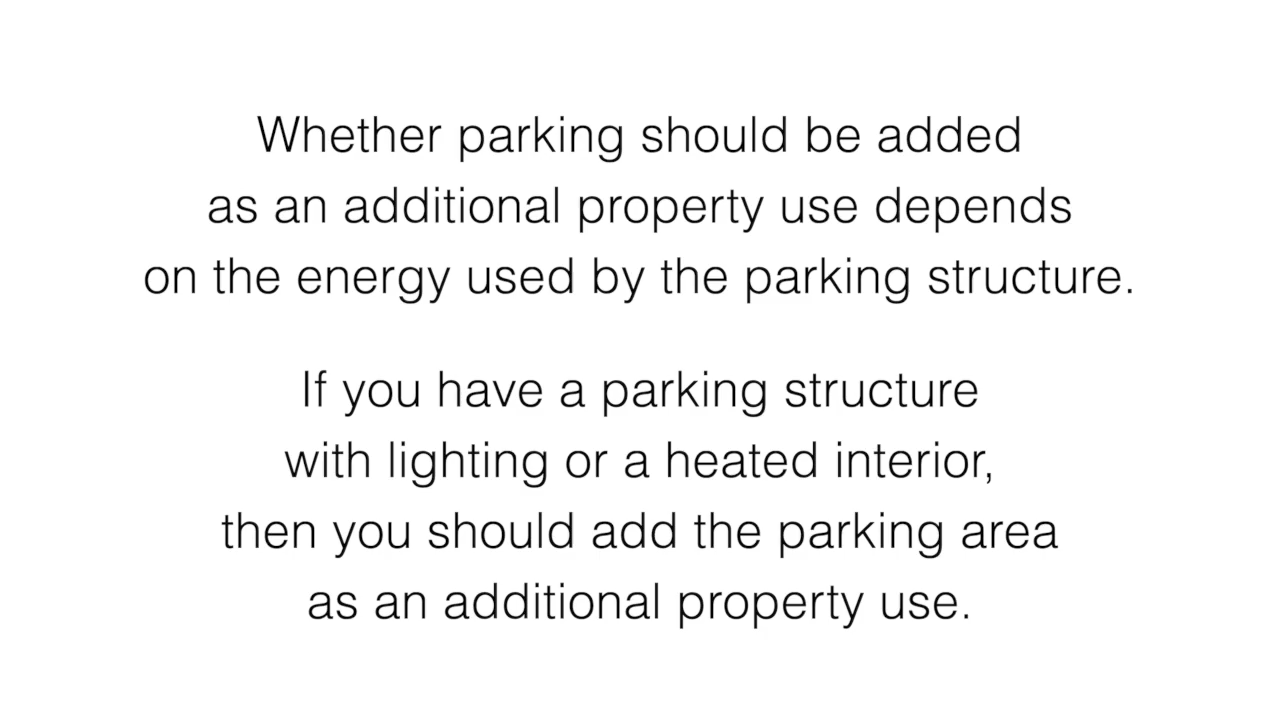 Whether parking should be added
as an additional property use depends
on the energy used by the parking structure.
If you have a parking structure
with lighting or a heated interior,
then you should add the parking area
as an additional property use.